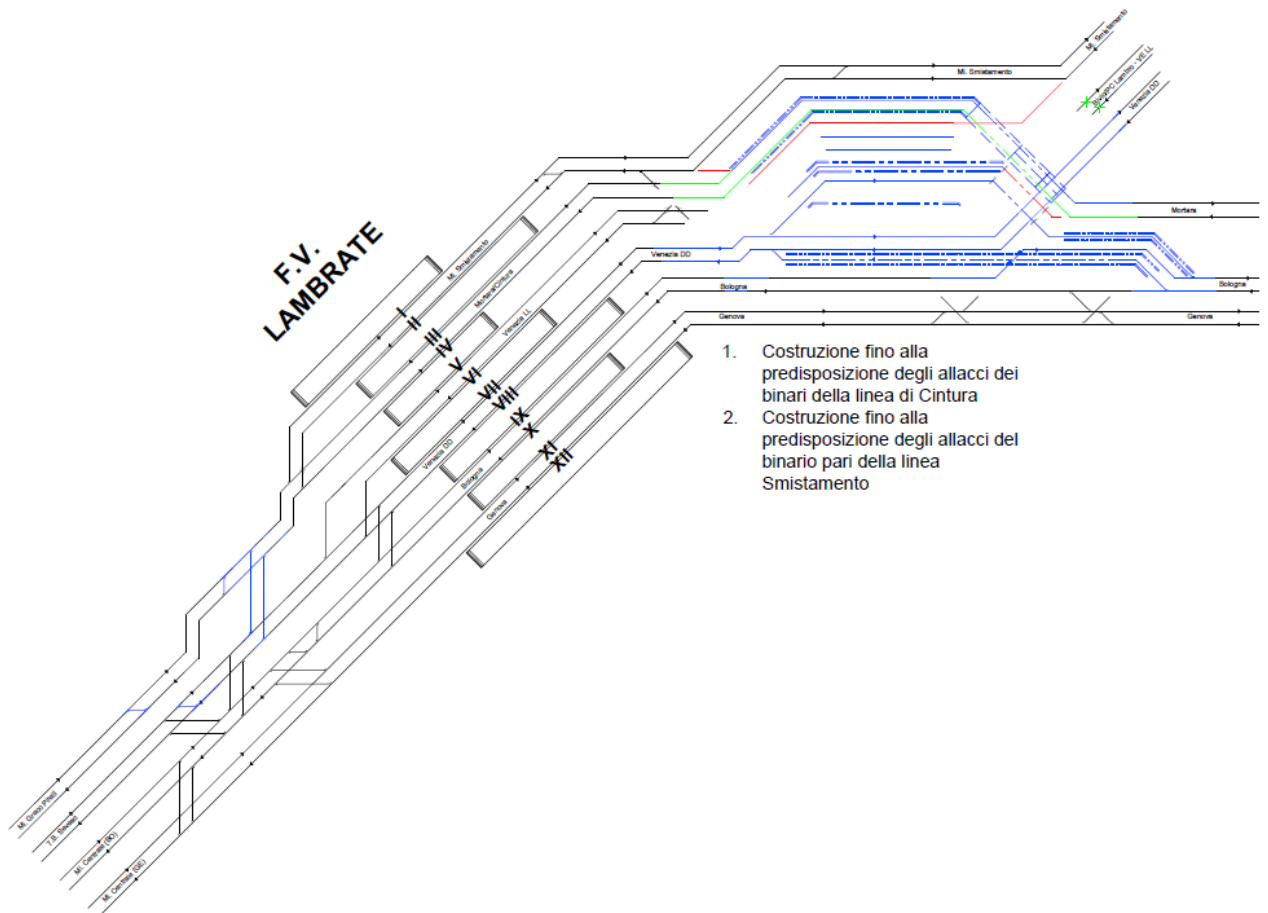 Mi. Smistamento
Mi. Smistamento
Venezia DD
F.V.
LAMBRATE
Mi. Smistamento
Mortara/Cintura
Venezia LL
Mortara
Venezia DD
Bologna
Bologna
Genova
Genova
I
II
III
IV
V
VI
VII
VIII
IX
X
XI
XII
Venezia DD
Bologna
Genova
1. Costruzione fino alla
predisposizione degli allacci dei
binari della linea di Cintura
2. Costruzione fino alla
predisposizione degli allacci del
binario pari della linea
Smistamento
Mi. Greco Pirelli
T.B. Seveso
Mi. Centrale (BO)
Mi. Centrale (GE)